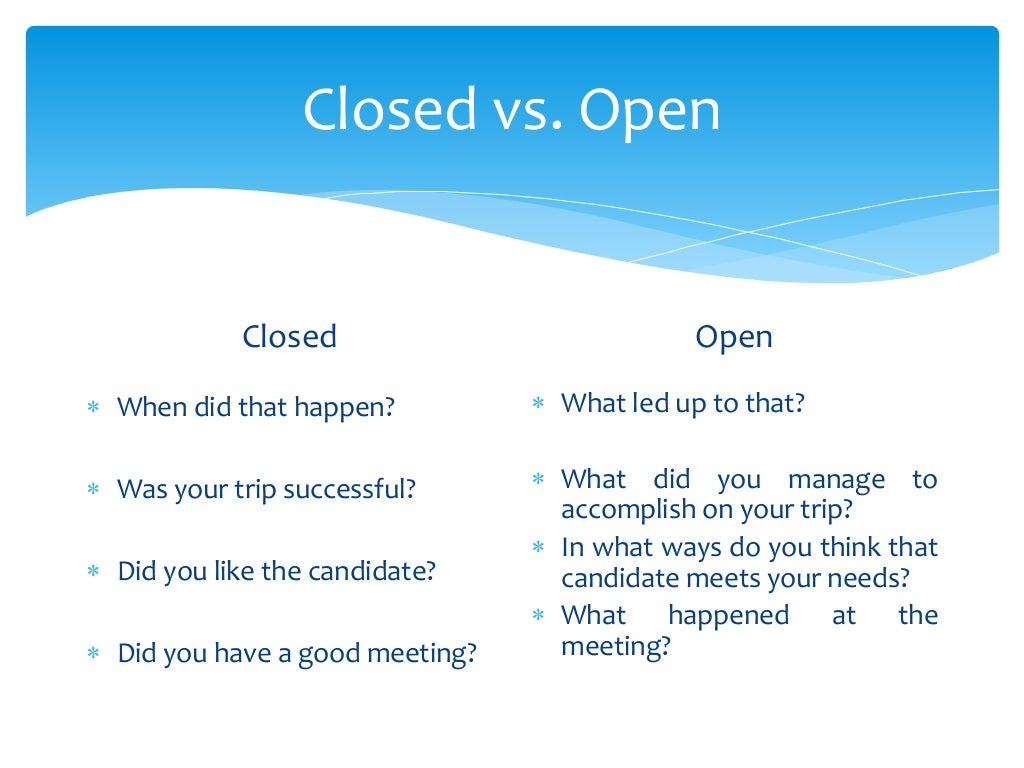 Closed vs. Open
Closed
* When did that happen?
* Was your trip successful?
* Did you like the candidate?
* Did you have a good meeting?
Open
* What led up to that?
* What did you manage to
accomplish on your trip?
* In what ways do you think that
candidate meets your needs?
* What happened at the
meeting?